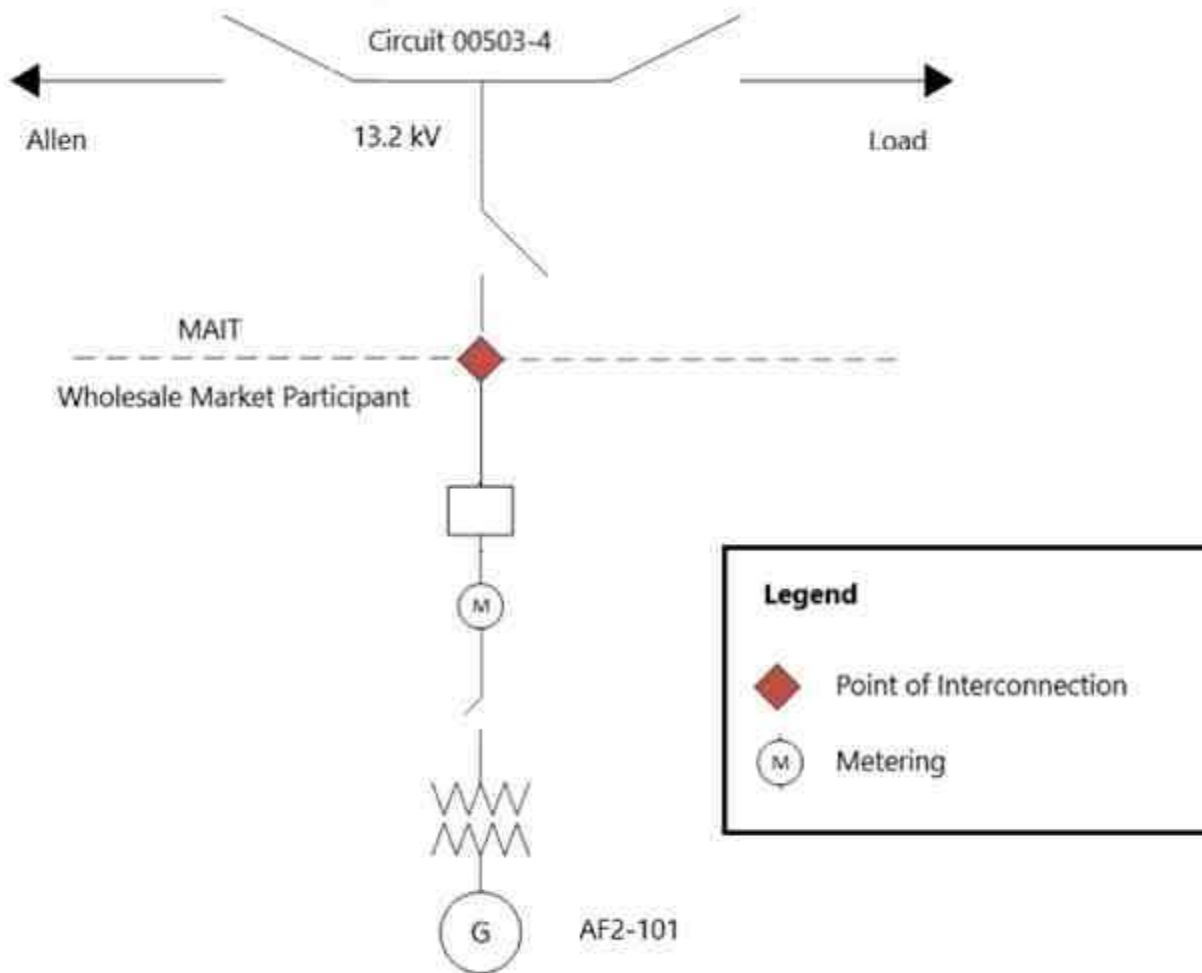 Circuit 00503-4
Allen
13.2 kV
Load
MAIT
Wholesale Market Participant
M
Legend
Point of Interconnection
M Metering
G
AF2-101